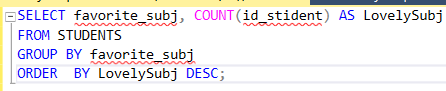 SELECT favorite_subj, COUNT(id_stident) AS LovelySubj
FROM STUDENTS
GROUP BY favorite_subj
ORDER  BY LovelySubj DESC;